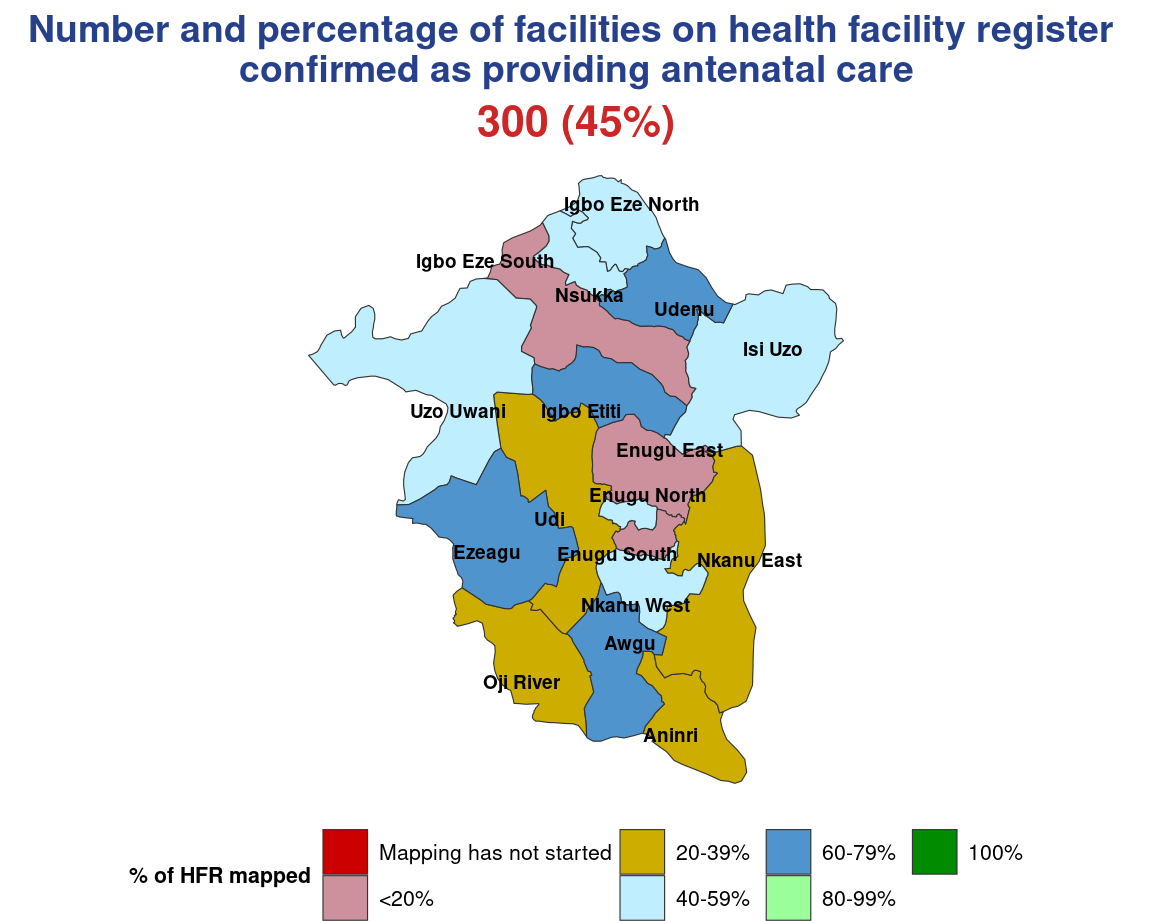 Number and percentage of facilities on health facility register
confirmed as providing antenatal care
300 (45%)
Igbo Eze North
Igbo Eze South
Nsukka
Udenu
Isi Uzo
Uzo Uwani
Igbo Etiti
Enugu East
Enugu North
Udi
Ezeagu
Enugu South
Nkanu East
Nkanu West
Awgu
Oji River
Aninri
% of HFR mapped
Mapping has not started
<20%
20-39%
40-59%
60-79%
80-99%
100%